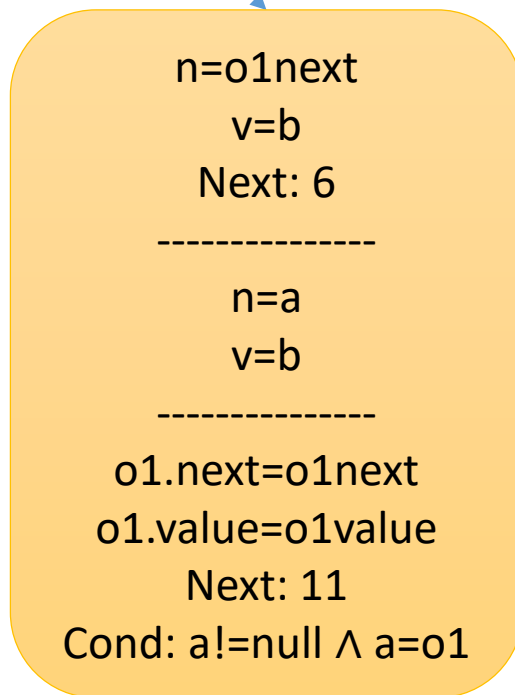 n=o1next
v=b
Next: 6
---------------
n=a
v=b
---------------
o1.next=o1next
o1.value=o1value
Next: 11
Cond: a!=null ∧ a=o1